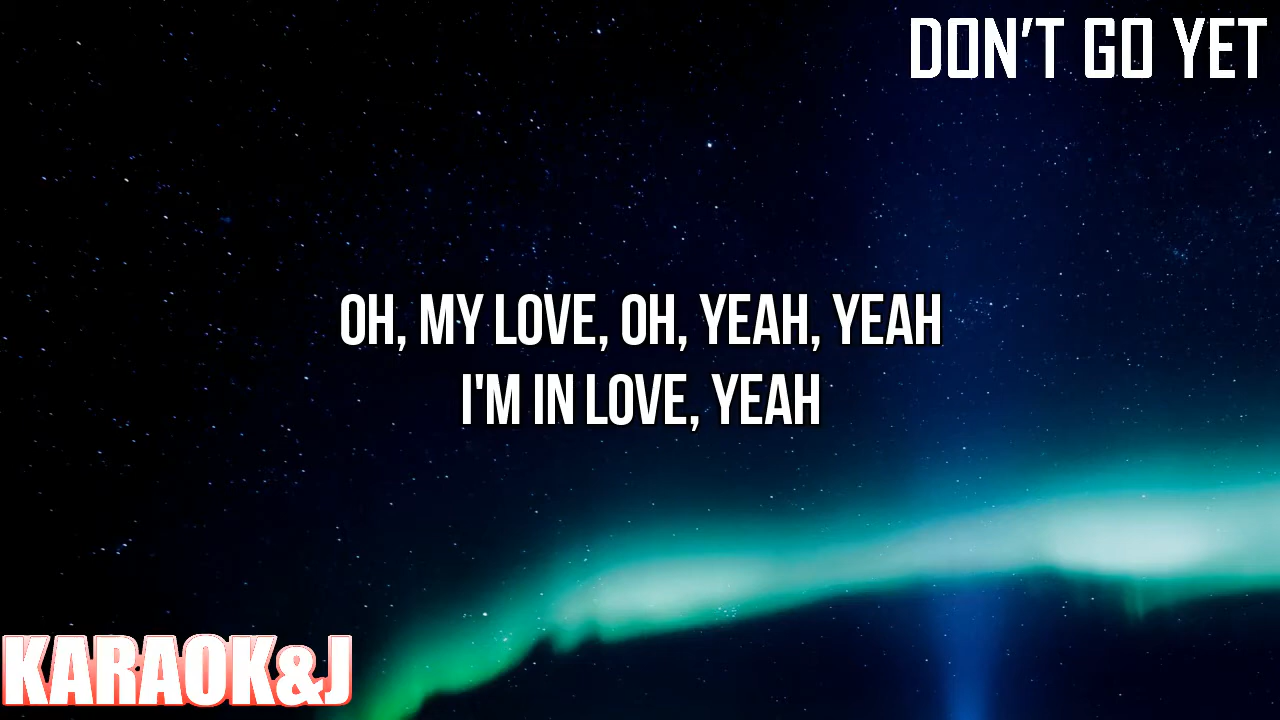 DON'T GO YET
OH, MY LOVE, OH, YEAH, YEAH
I'M IN LOVE, YEAH
KARAOK&J